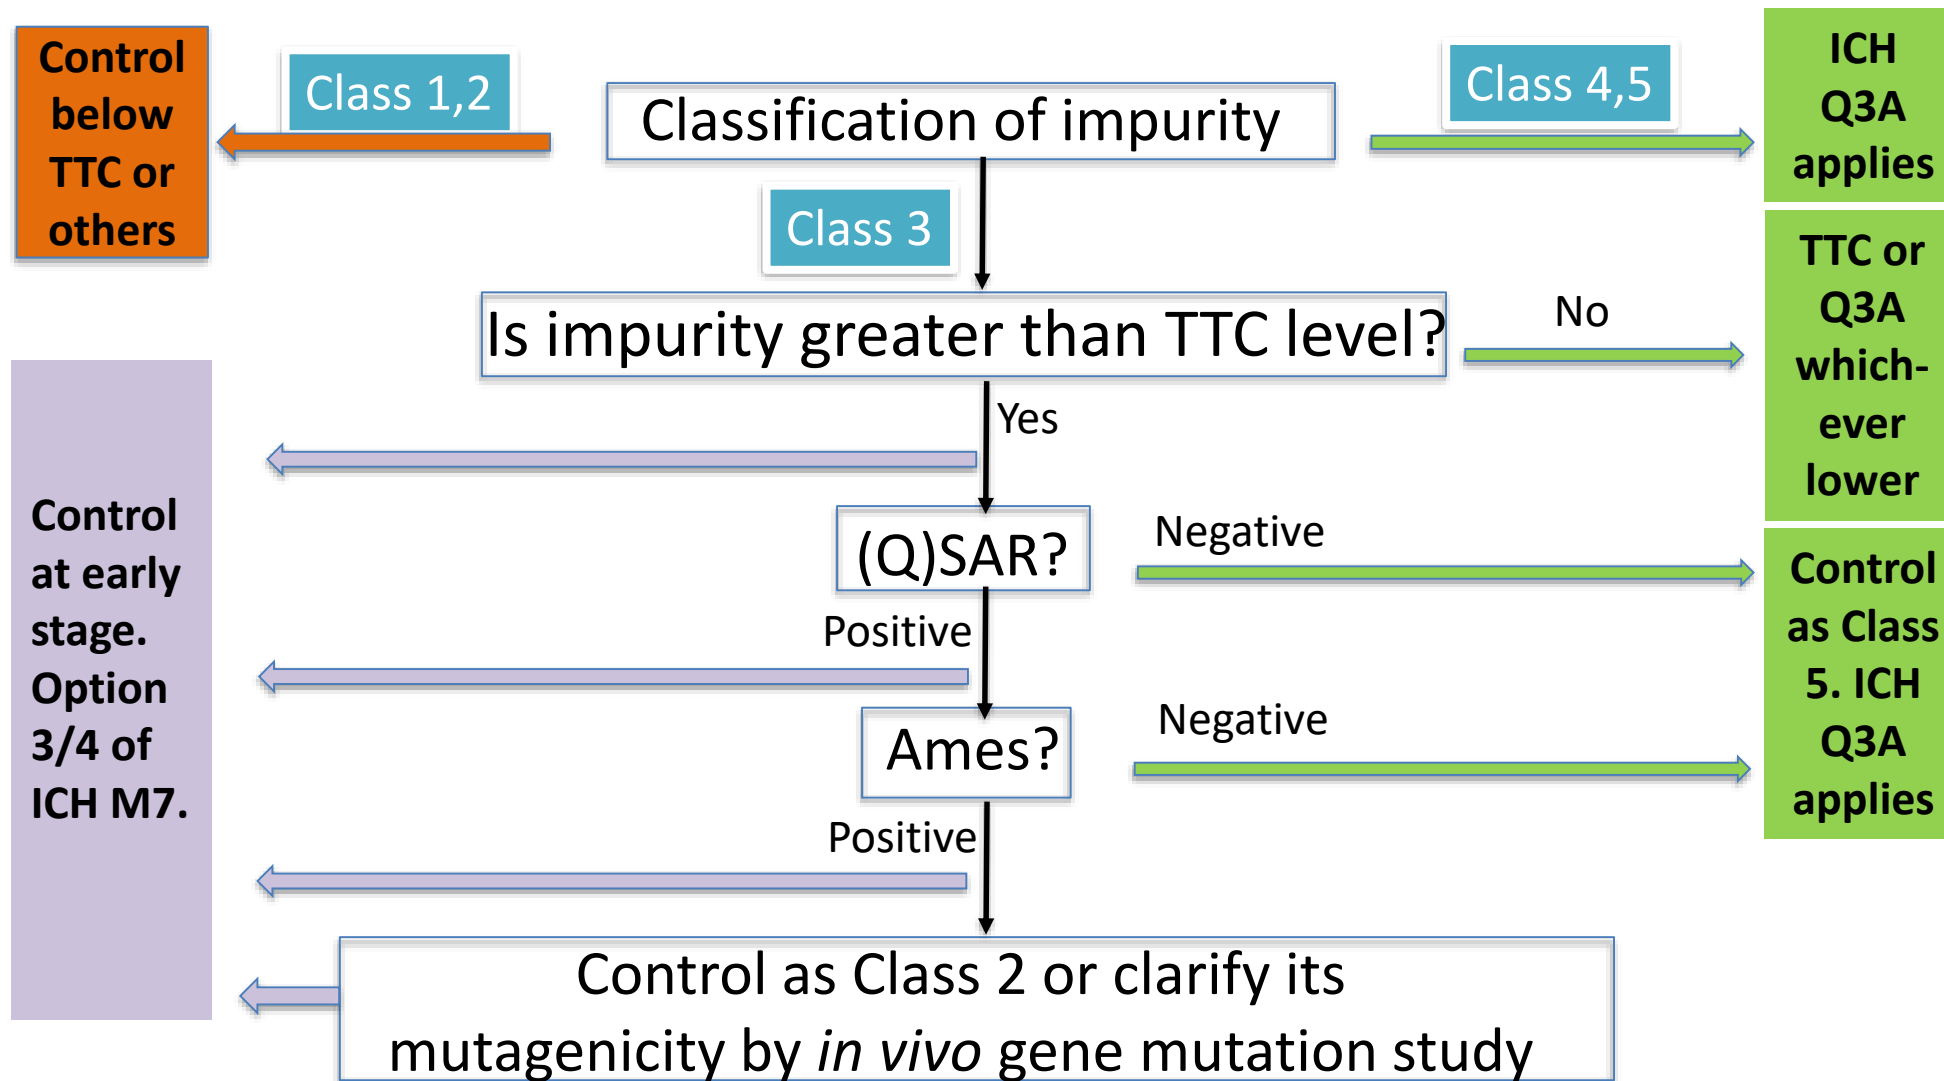 Control
below
TTC or
others
Class 1,2
Classification of impurity
Class 4,5
ICH
Q3A
applies
Class 3
Is impurity greater than TTC level?
No
TTC or
Q3A
which-
ever
lower
Yes
Control
at early
stage.
Option
3/4 of
ICH M7.
(Q)SAR?
Negative
Positive
Control
as Class
5. ICH
Q3A
applies
Ames?
Negative
Positive
Control as Class 2 or clarify its
mutagenicity by in vivo gene mutation study